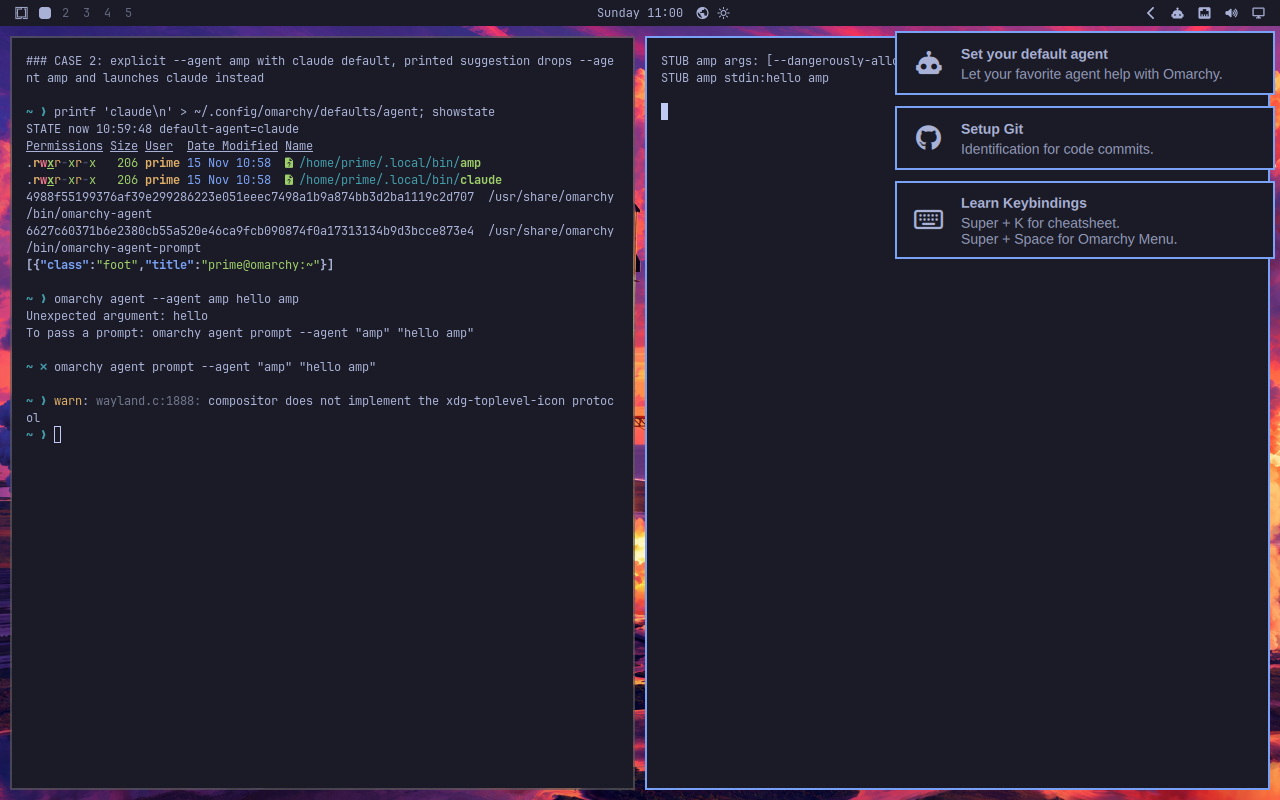 2 3 4 5
Sunday 11:00
### CASE 2: explicit --agent amp with claude default, printed suggestion drops --age
nt amp and launches claude instead
~ ❯ printf 'claude\n' > ~/.config/omarchy/defaults/agent; showstate
STATE now 10:59:48 default-agent=claude
Permissions Size User  Date Modified Name
.rwxr-xr-x   206 prime 15 Nov 10:58  /home/prime/.local/bin/amp
.rwxr-xr-x   206 prime 15 Nov 10:58  /home/prime/.local/bin/claude
4988f55199376af39e299286223e051eeec7498a1b9a874bb3d2ba1119c2d707  /usr/share/omarchy
/bin/omarchy-agent
6627c60371b6e2380cb55a520e46ca9fcb090874f0a17313134b9d3bcce873e4  /usr/share/omarchy
/bin/omarchy-agent-prompt
[{"class":"foot","title":"prime@omarchy:~"}]
~ ❯ omarchy agent --agent amp hello amp
Unexpected argument: hello
To pass a prompt: omarchy agent prompt --agent "amp" "hello amp"
~ × omarchy agent prompt --agent "amp" "hello amp"
~ ❯ warn: wayland.c:1888: compositor does not implement the xdg-toplevel-icon protoc
ol
~ ❯
STUB amp args: [--dangerously-allo
STUB amp stdin:hello amp
Set your default agent
Let your favorite agent help with Omarchy.
Setup Git
Identification for code commits.
Learn Keybindings
Super + K for cheatsheet.
Super + Space for Omarchy Menu.